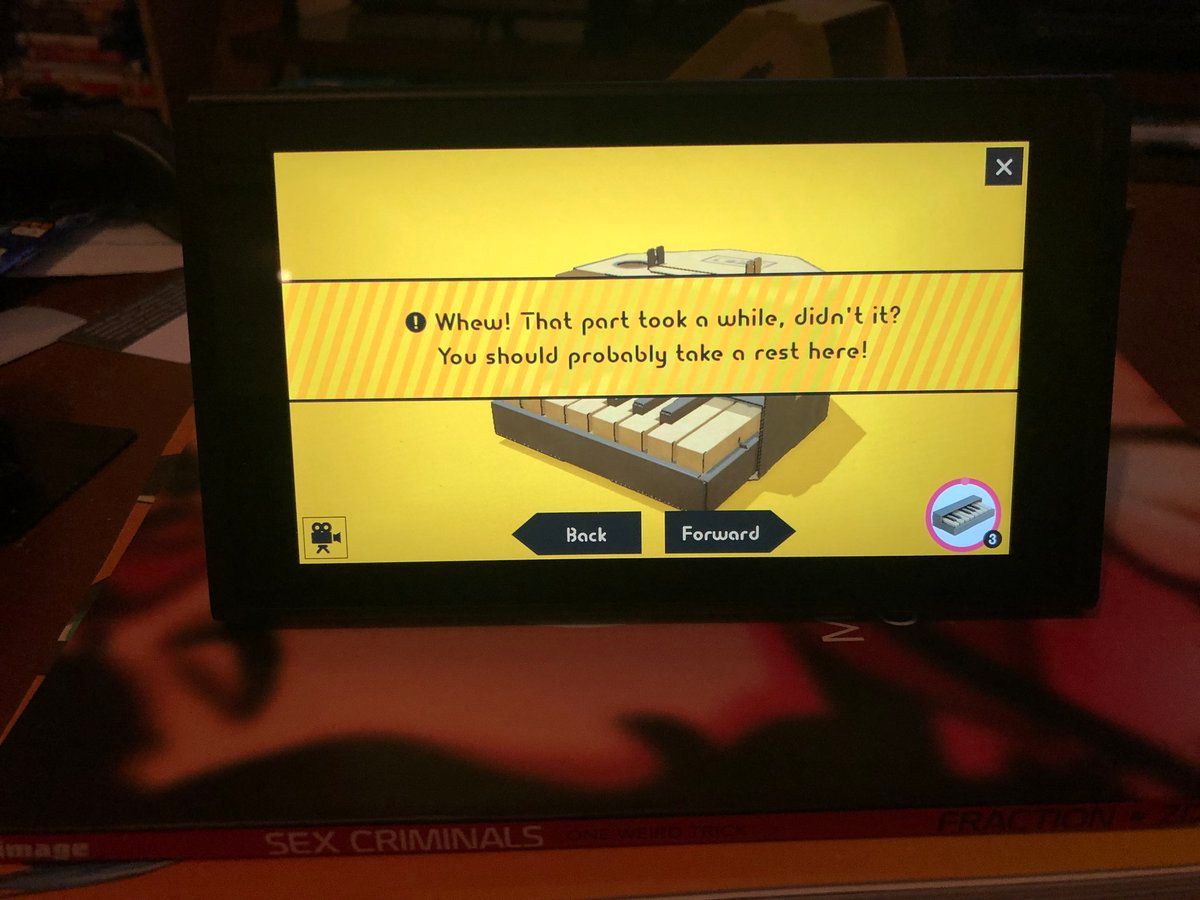 Whew! That part took a while, didn't it?
You should probably take a rest here!
Back
Forward
3
M
image SEX CRIMINALS ONE WEIRD TRICK FRACTION